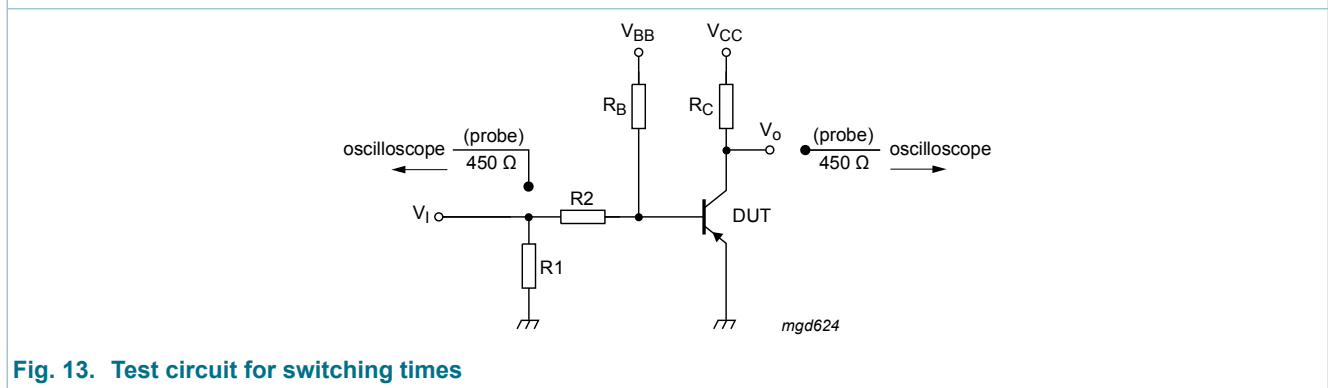 VBB VCC
RB RC
Vo
(probe) (probe)
oscilloscope 450 Ω 450 Ω oscilloscope
R2
VI DUT
R1
mgd624
Fig. 13. Test circuit for switching times